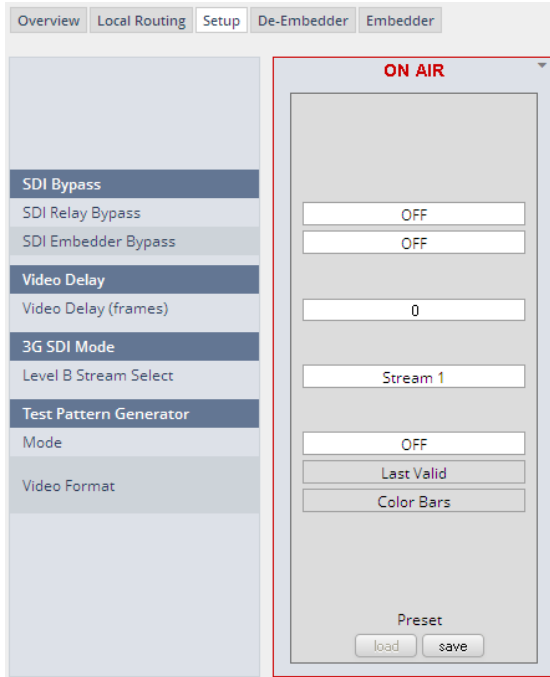 Overview Local Routing Setup De-Embedder Embedder
ON AIR
SDI Bypass
SDI Relay Bypass OFF
SDI Embedder Bypass OFF
Video Delay
Video Delay (frames) 0
3G SDI Mode
Level B Stream Select Stream 1
Test Pattern Generator
Mode OFF
Last Valid
Video Format
Color Bars
Preset
load save